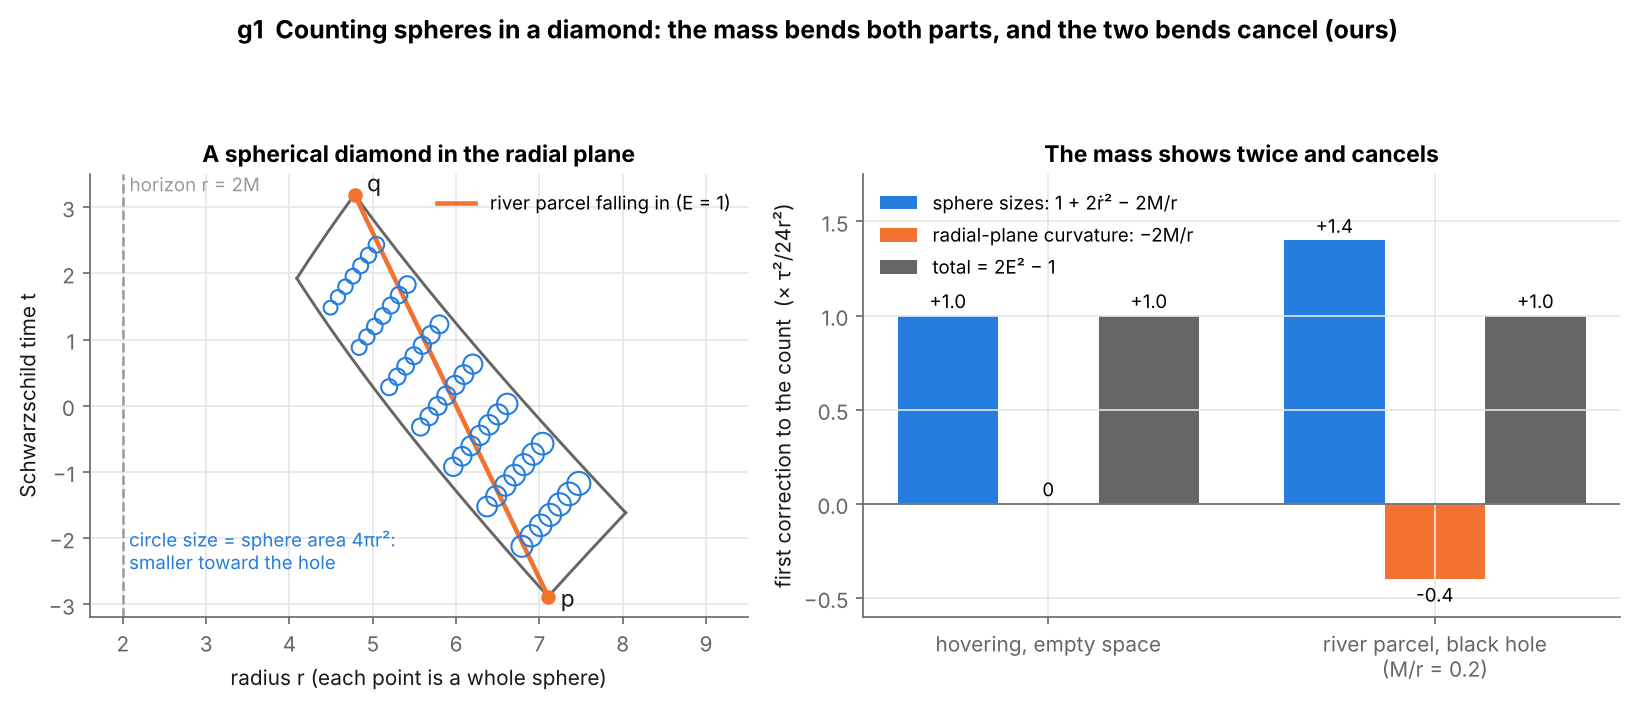 g1 Counting spheres in a diamond: the mass bends both parts, and the two bends cancel (ours)
A spherical diamond in the radial plane
horizon r = 2M
q
river parcel falling in (E = 1)
3
2
1
0
−1
−2
−3
Schwarzschild time t
circle size = sphere area 4πr²:
smaller toward the hole
p
2 3 4 5 6 7 8 9
radius r (each point is a whole sphere)
The mass shows twice and cancels
sphere sizes: 1 + 2ṙ² − 2M/r
radial-plane curvature: −2M/r
total = 2E² − 1
first correction to the count (× τ²/24r²)
1.5
1.0
0.5
0.0
−0.5
+1.0
0
+1.0
+1.4
-0.4
+1.0
hovering, empty space
river parcel, black hole
(M/r = 0.2)